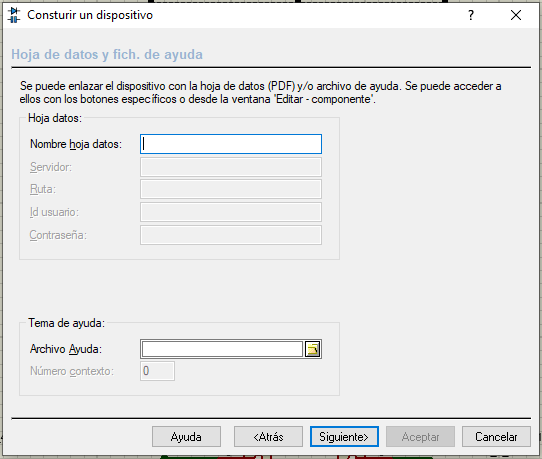 Consturir un dispositivo
?
Hoja de datos y fich. de ayuda
Se puede enlazar el dispositivo con la hoja de datos (PDF) y/o archivo de ayuda. Se puede acceder a
ellos con los botones específicos o desde la ventana 'Editar - componente'.
Hoja datos:
Nombre hoja datos:
Servidor:
Ruta:
Id usuario:
Contraseña:
Tema de ayuda:
Archivo Ayuda:
Número contexto: 0
Ayuda <Atrás Siguiente> Aceptar Cancelar